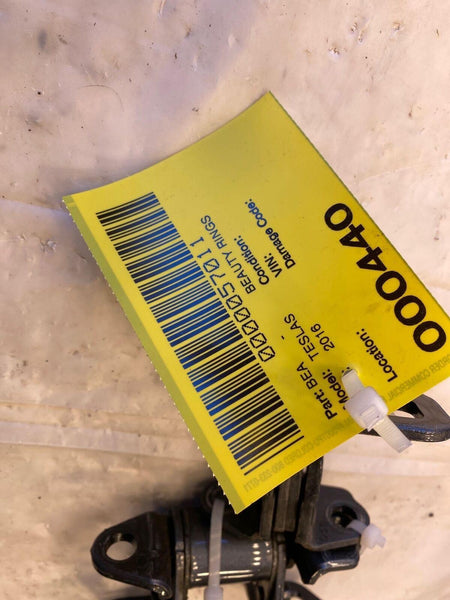 000440
Location:
Damage Code:
VIN:
Condition:
Model: TESLAS
2016
Part: BEA
BEAUTY RINGS
0000057011